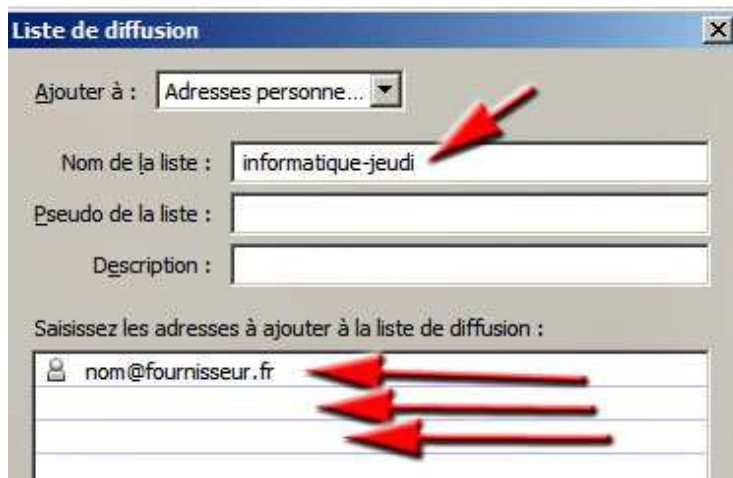 Liste de diffusion
Ajouter à : Adresses personne...
Nom de la liste : informatique-jeudi
Pseudo de la liste :
Description :
Saisissez les adresses à ajouter à la liste de diffusion :
nom@fournisseur.fr